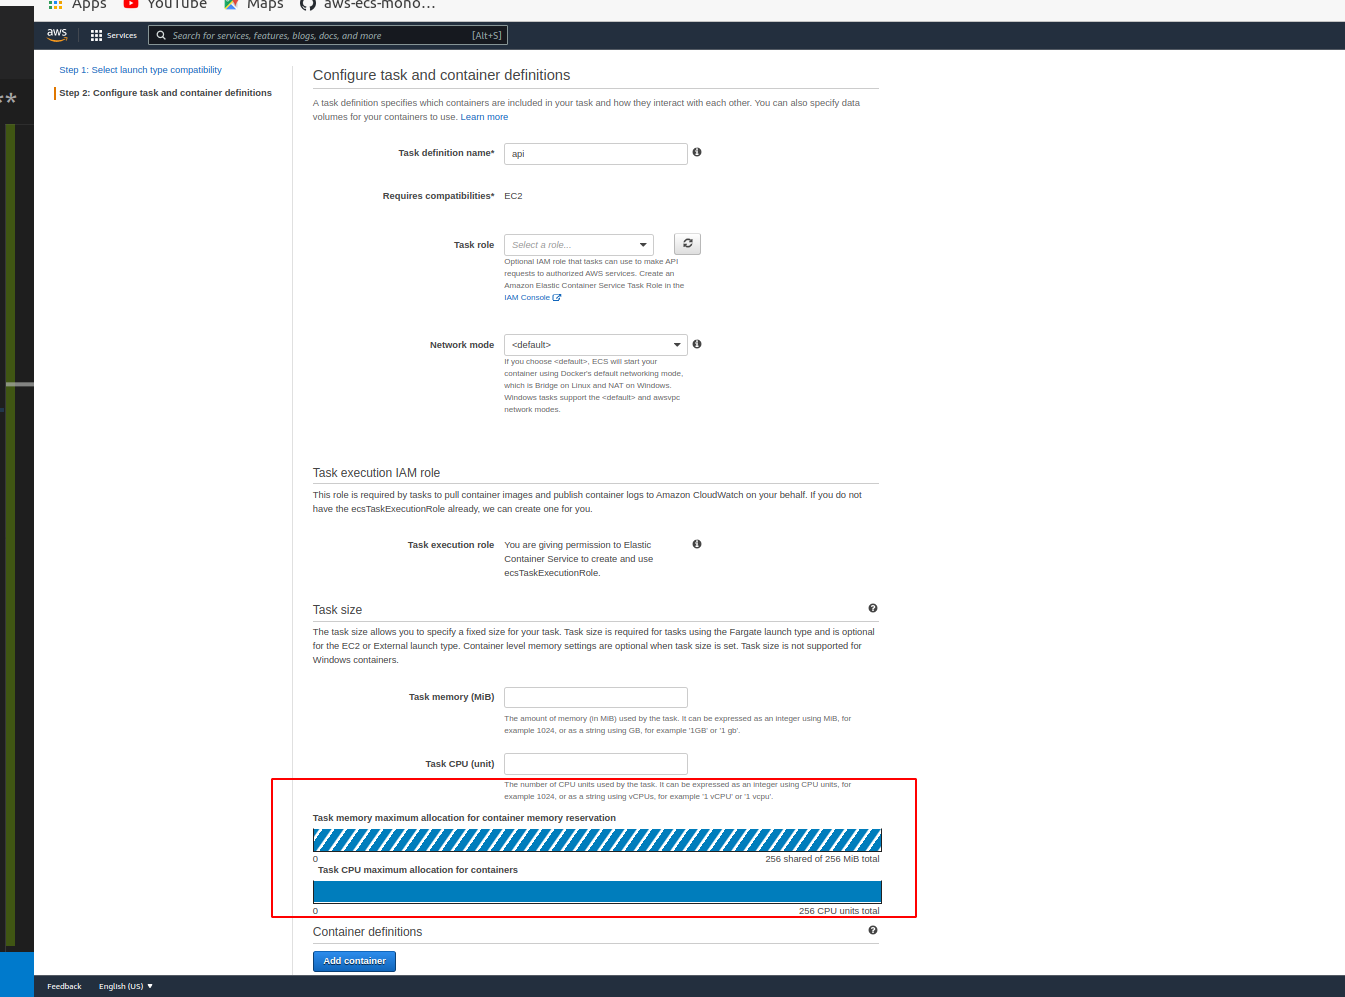 Apps YouTube Maps aws-ecs-mono...
aws Services Search for services, features, blogs, docs, and more [Alt+S]
Step 1: Select launch type compatibility
Step 2: Configure task and container definitions
**
Configure task and container definitions
A task definition specifies which containers are included in your task and how they interact with each other. You can also specify data
volumes for your containers to use. Learn more
Task definition name* api
Requires compatibilities* EC2
Task role Select a role...
Optional IAM role that tasks can use to make API
requests to authorized AWS services. Create an
Amazon Elastic Container Service Task Role in the
IAM Console
Network mode <default>
If you choose <default>, ECS will start your
container using Docker's default networking mode,
which is Bridge on Linux and NAT on Windows.
Windows tasks support the <default> and awsvpc
network modes.
Task execution IAM role
This role is required by tasks to pull container images and publish container logs to Amazon CloudWatch on your behalf. If you do not
have the ecsTaskExecutionRole already, we can create one for you.
Task execution role You are giving permission to Elastic
Container Service to create and use
ecsTaskExecutionRole.
Task size
The task size allows you to specify a fixed size for your task. Task size is required for tasks using the Fargate launch type and is optional
for the EC2 or External launch type. Container level memory settings are optional when task size is set. Task size is not supported for
Windows containers.
Task memory (MiB)
The amount of memory (in MiB) used by the task. It can be expressed as an integer using MiB, for
example 1024, or as a string using GB, for example '1GB' or '1 gb'.
Task CPU (unit)
The number of CPU units used by the task. It can be expressed as an integer using CPU units, for
example 1024, or as a string using vCPUs, for example '1 vCPU' or '1 vcpu'.
Task memory maximum allocation for container memory reservation
0 256 shared of 256 MiB total
Task CPU maximum allocation for containers
0 256 CPU units total
Container definitions
Add container
Feedback English (US)